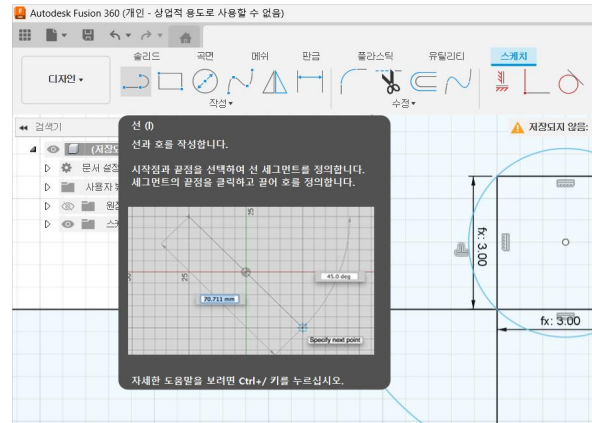 Autodesk Fusion 360 (개인 - 상업적 용도로 사용할 수 없음)
솔리드 곡면 메쉬 판금 플라스틱 유틸리티 스케치
디자인
작성 수정
검색기
선 (l)
저장되지 않음:
선과 호를 작성합니다.
(저장되
문서 설정
시작점과 끝점을 선택하여 선 세그먼트를 정의합니다.
세그먼트의 끝점을 클릭하고 끌어 호를 정의합니다.
사용자
원점
스케
25
25
45.0 deg
70.711 mm
Specify next point
fx: 3.00
fx: 3.00
자세한 도움말을 보려면 Ctrl+/ 키를 누르십시오.